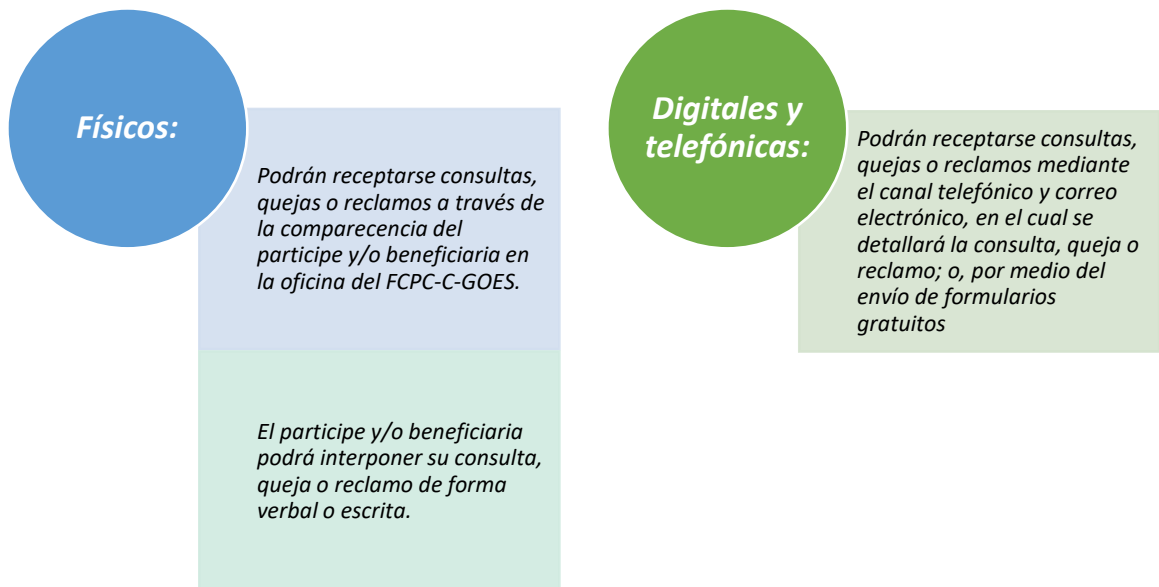 Físicos:
Podrán receptarse consultas,
quejas o reclamos a través de
la comparecencia del
participe y/o beneficiaria en
la oficina del FCPC-C-GOES.
El participe y/o beneficiaria
podrá interponer su consulta,
queja o reclamo de forma
verbal o escrita.
Digitales y
telefónicas:
Podrán receptarse consultas,
quejas o reclamos mediante
el canal telefónico y correo
electrónico, en el cual se
detallará la consulta, queja o
reclamo; o, por medio del
envío de formularios
gratuitos